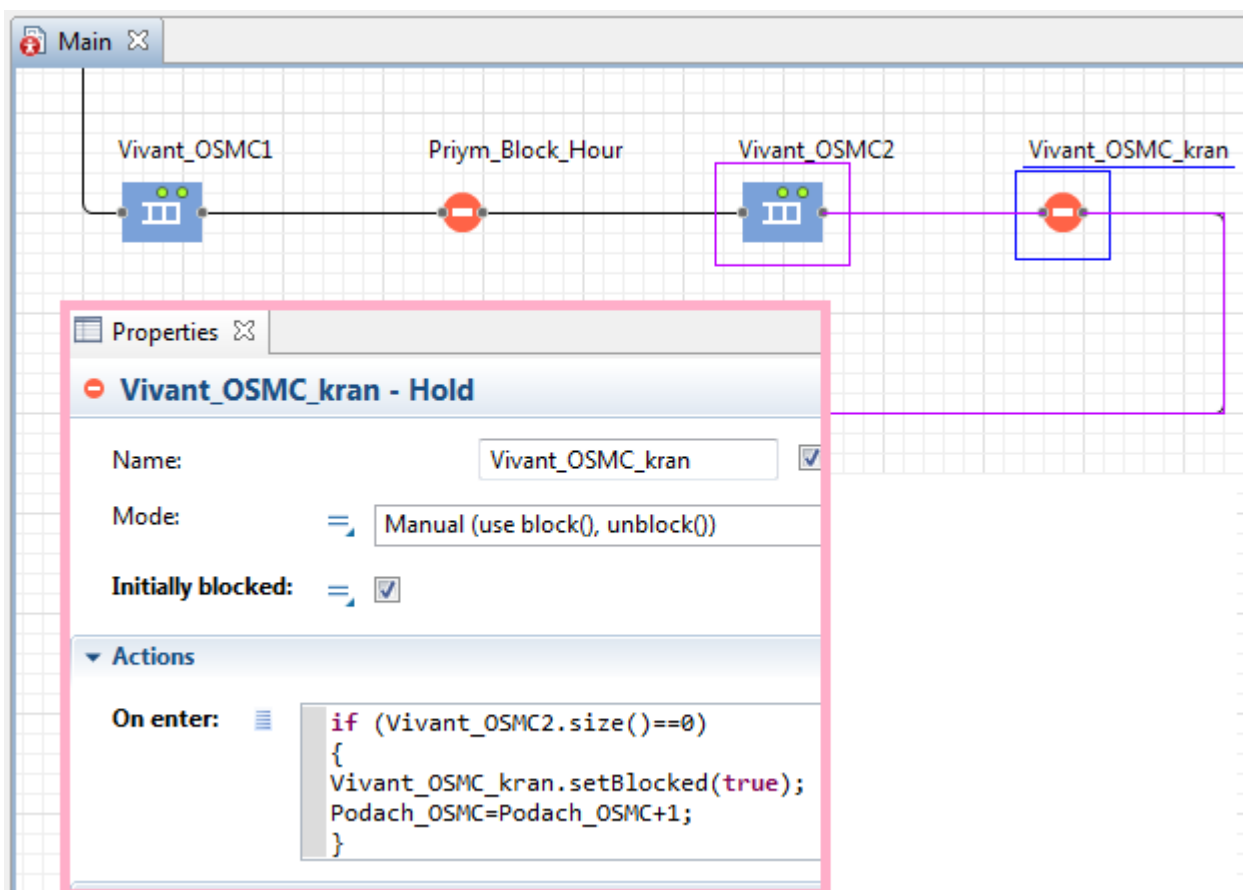 Main
Vivant_OSMC1 Priym_Block_Hour Vivant_OSMC2 Vivant_OSMC_kran
Properties
Vivant_OSMC_kran - Hold
Name: Vivant_OSMC_kran
Mode: Manual (use block(), unblock())
Initially blocked:
Actions
On enter: if (Vivant_OSMC2.size()==0)
{
Vivant_OSMC_kran.setBlocked(true);
Podach_OSMC=Podach_OSMC+1;
}